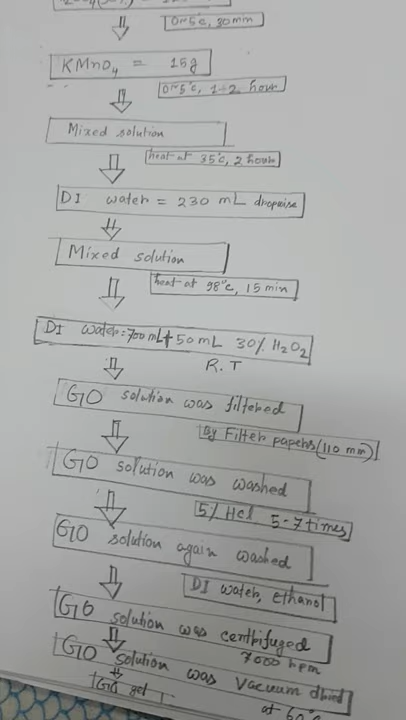 0~5°c, 30min
KMnO4 = 15g
0~5°c, 1-2 hour
Mixed solution
heat at 35°c, 2 hours
DI water = 230 mL dropwise
Mixed solution
heat at 98°c, 15 min
DI water=700 mL + 50 mL 30% H2O2
R.T
GO solution was filtered
By Filter papers (110 mm)
GO solution was washed
5% Hcl 5-7 times
GO solution again washed
DI water, ethanol
GO solution was centrifuged
7000 rpm
GO solution was vacuum dried
at 60°c
GO gel